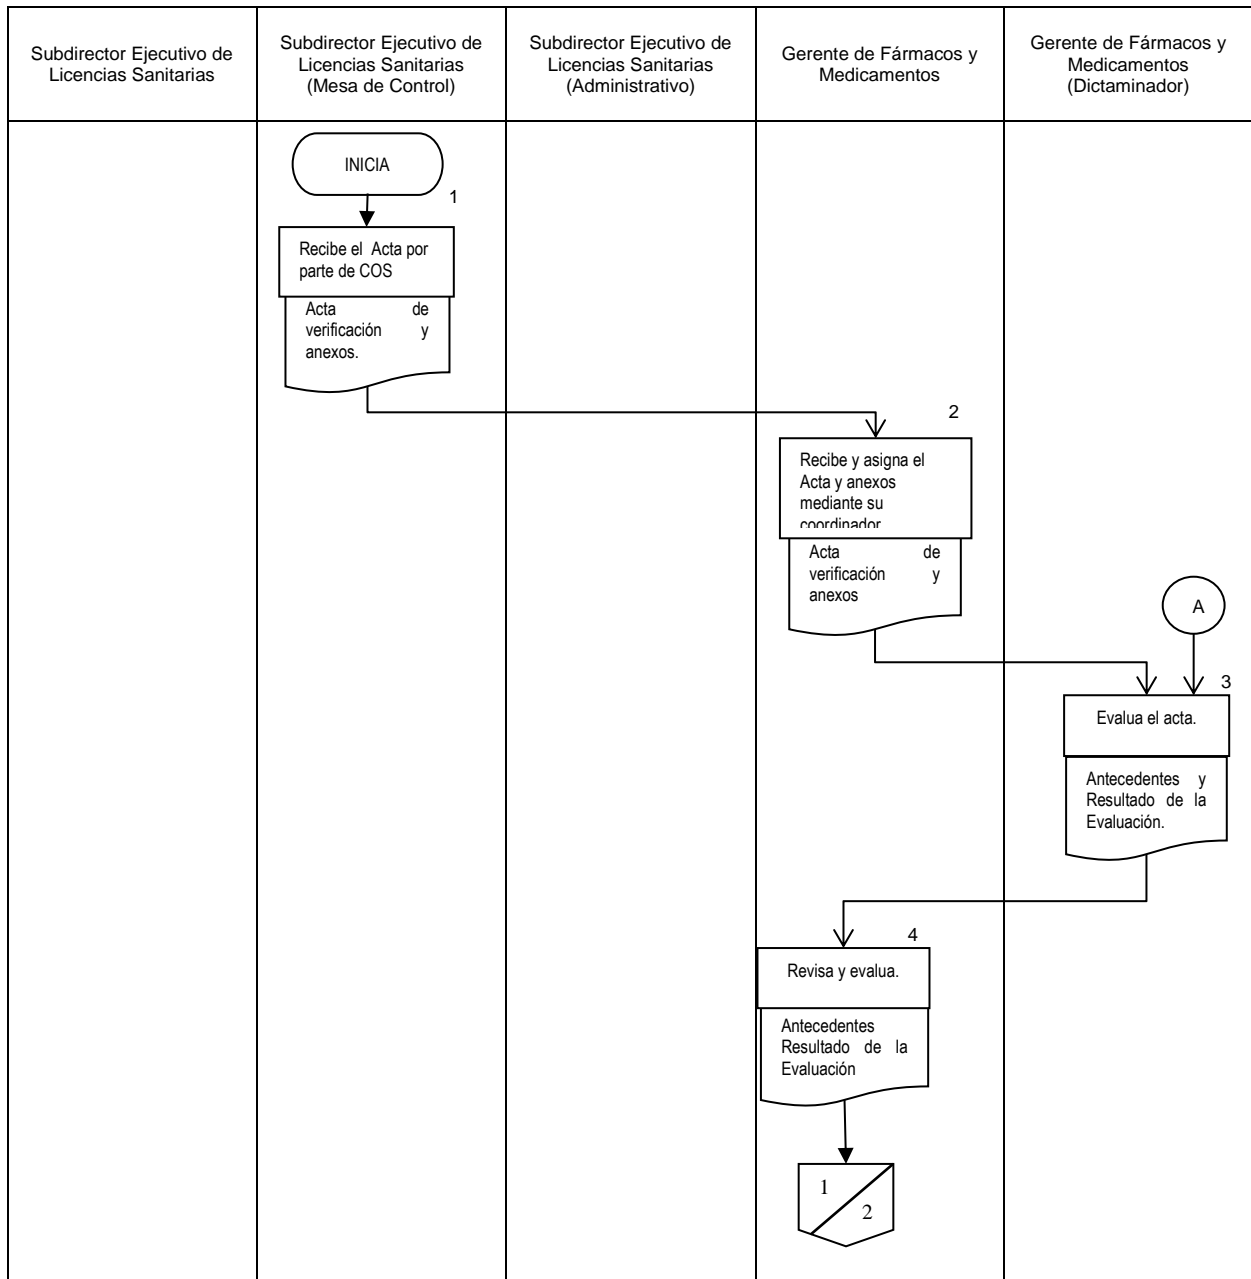 Subdirector Ejecutivo de
Licencias Sanitarias
Subdirector Ejecutivo de
Licencias Sanitarias
(Mesa de Control)
Subdirector Ejecutivo de
Licencias Sanitarias
(Administrativo)
Gerente de Fármacos y
Medicamentos
Gerente de Fármacos y
Medicamentos
(Dictaminador)
INICIA
1
Recibe el Acta por
parte de COS
Acta de
verificación y
anexos.
2
Recibe y asigna el
Acta y anexos
mediante su
coordinador
Acta de
verificación y
anexos
A
3
Evalua el acta.
Antecedentes y
Resultado de la
Evaluación.
4
Revisa y evalua.
Antecedentes
Resultado de la
Evaluación
1
2